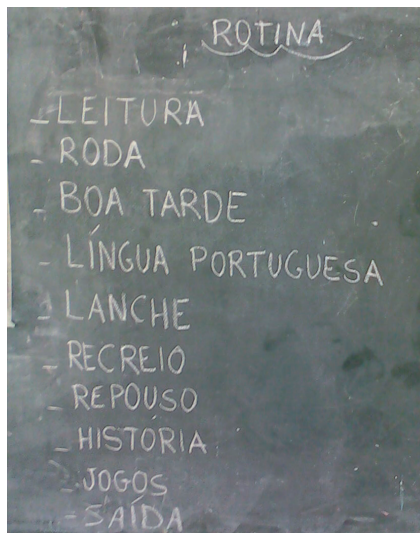 ROTINA
- LEITURA
- RODA
- BOA TARDE
- LÍNGUA PORTUGUESA
- LANCHE
- RECREIO
- REPOUSO
- HISTÓRIA
- JOGOS
- SAÍDA